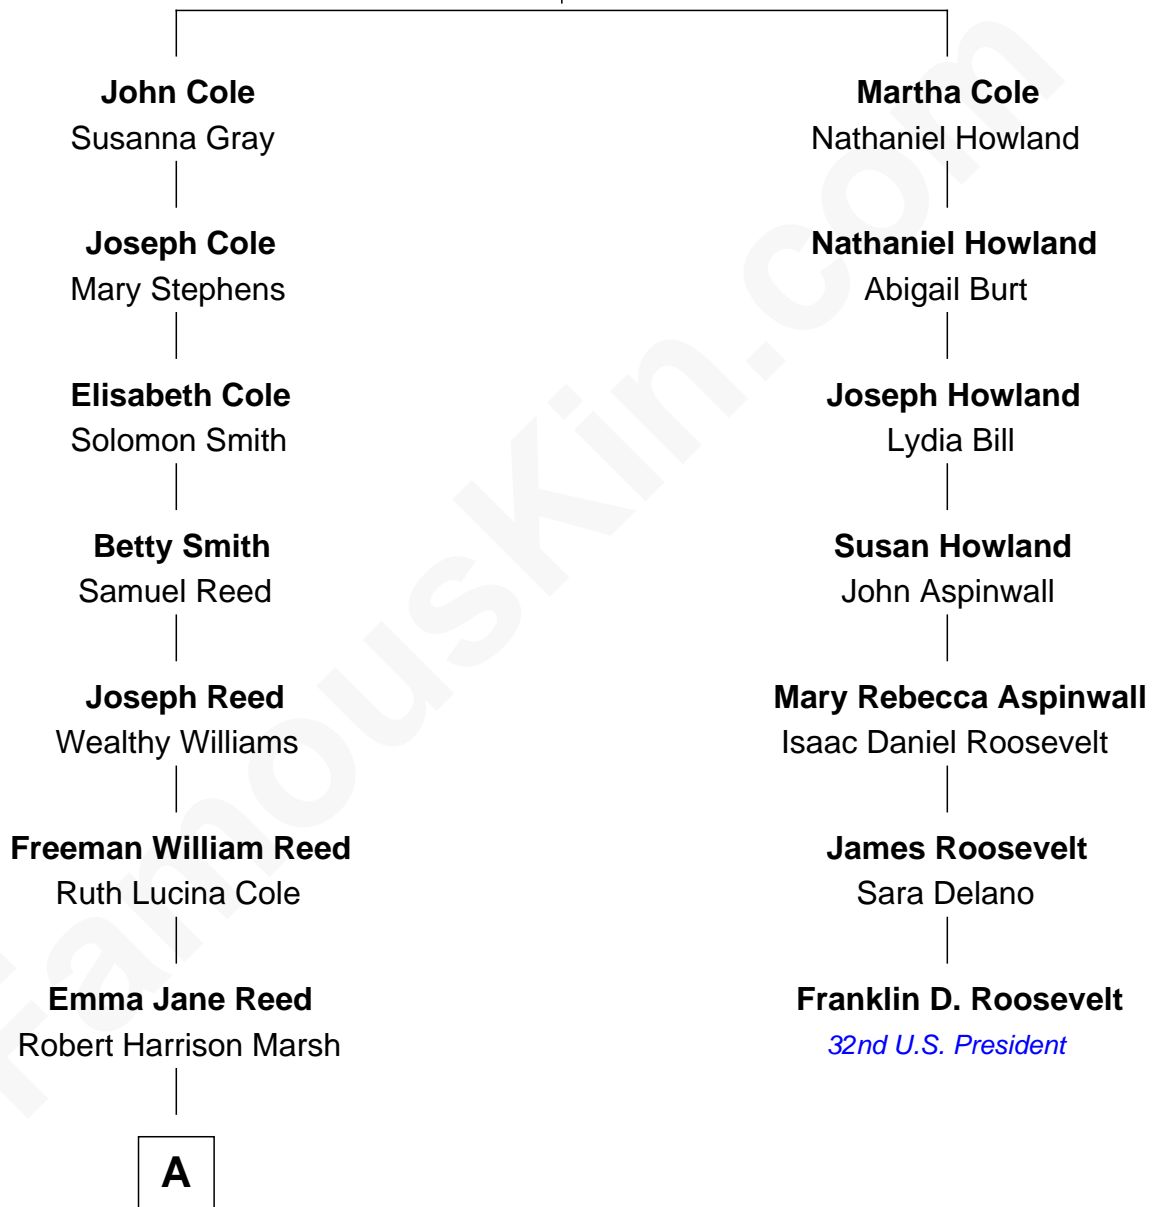 John Cole
Susanna Gray
Joseph Cole
Mary Stephens
Elisabeth Cole
Solomon Smith
Betty Smith
Samuel Reed
Joseph Reed
Wealthy Williams
Freeman William Reed
Ruth Lucina Cole
Emma Jane Reed
Robert Harrison Marsh
A
Martha Cole
Nathaniel Howland
Nathaniel Howland
Abigail Burt
Joseph Howland
Lydia Bill
Susan Howland
John Aspinwall
Mary Rebecca Aspinwall
Isaac Daniel Roosevelt
James Roosevelt
Sara Delano
Franklin D. Roosevelt
32nd U.S. President
FamousKin.com